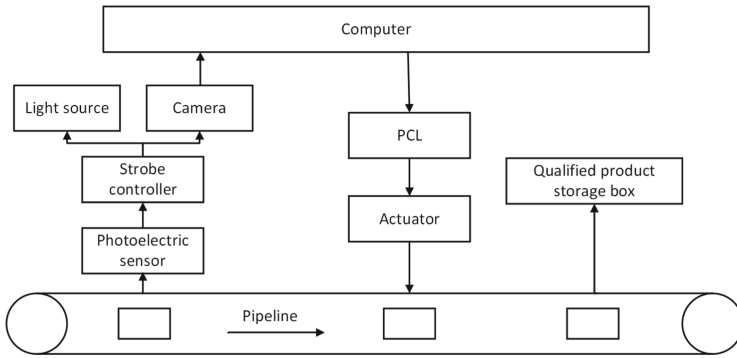 Computer
Light source
Camera
PCL
Strobe
controller
Qualified product
storage box
Actuator
Photoelectric
sensor
Pipeline